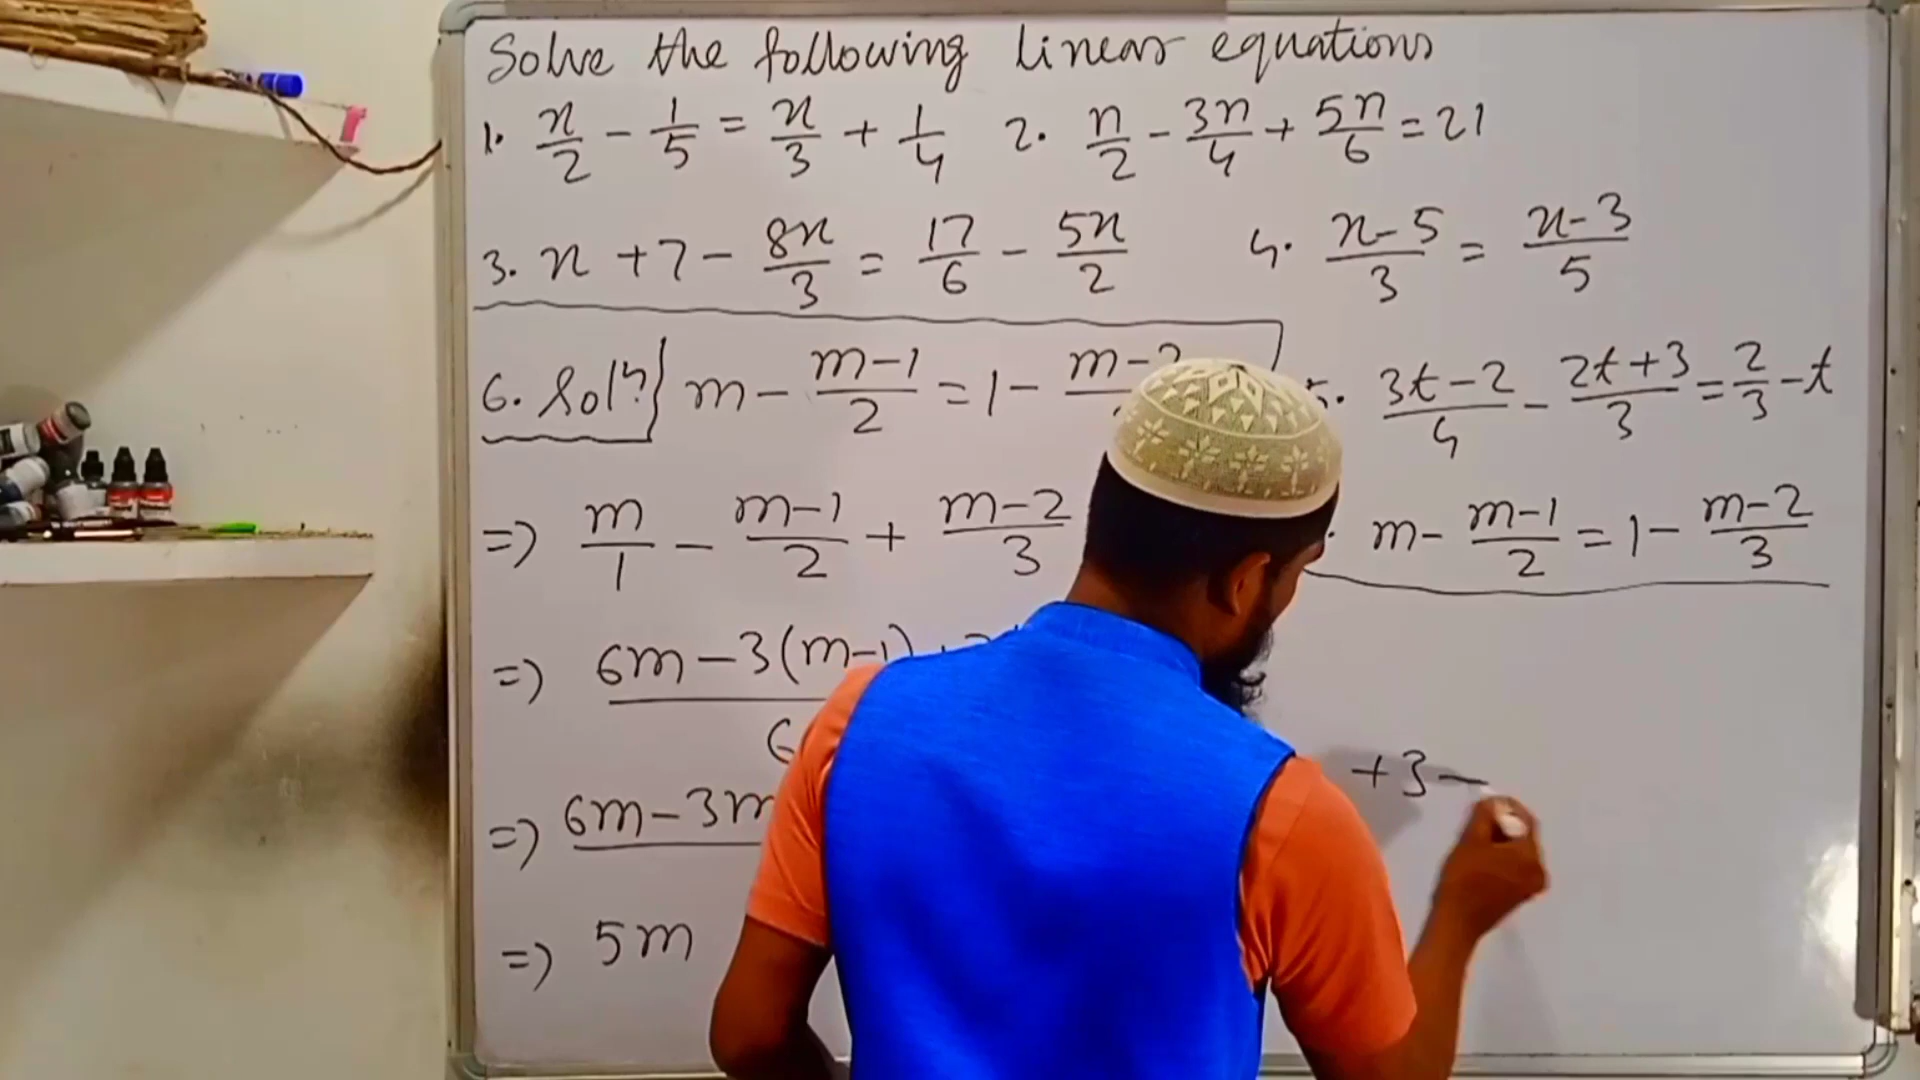 Solve the following linear equations
1. x/2 - 1/5 = x/3 + 1/4 2. n/2 - 3n/4 + 5n/6 = 21
3. x + 7 - 8x/3 = 17/6 - 5x/2 4. x-5/3 = x-3/5
6. Solⁿ. } m - m-1/2 = 1 - m-2 5. 3t-2/4 - 2t+3/3 = 2/3 - t
=> m/1 - m-1/2 + m-2/3 m - m-1/2 = 1 - m-2/3
=> 6m-3(m-1) / 6
=> 6m-3m +3-
=> 5m